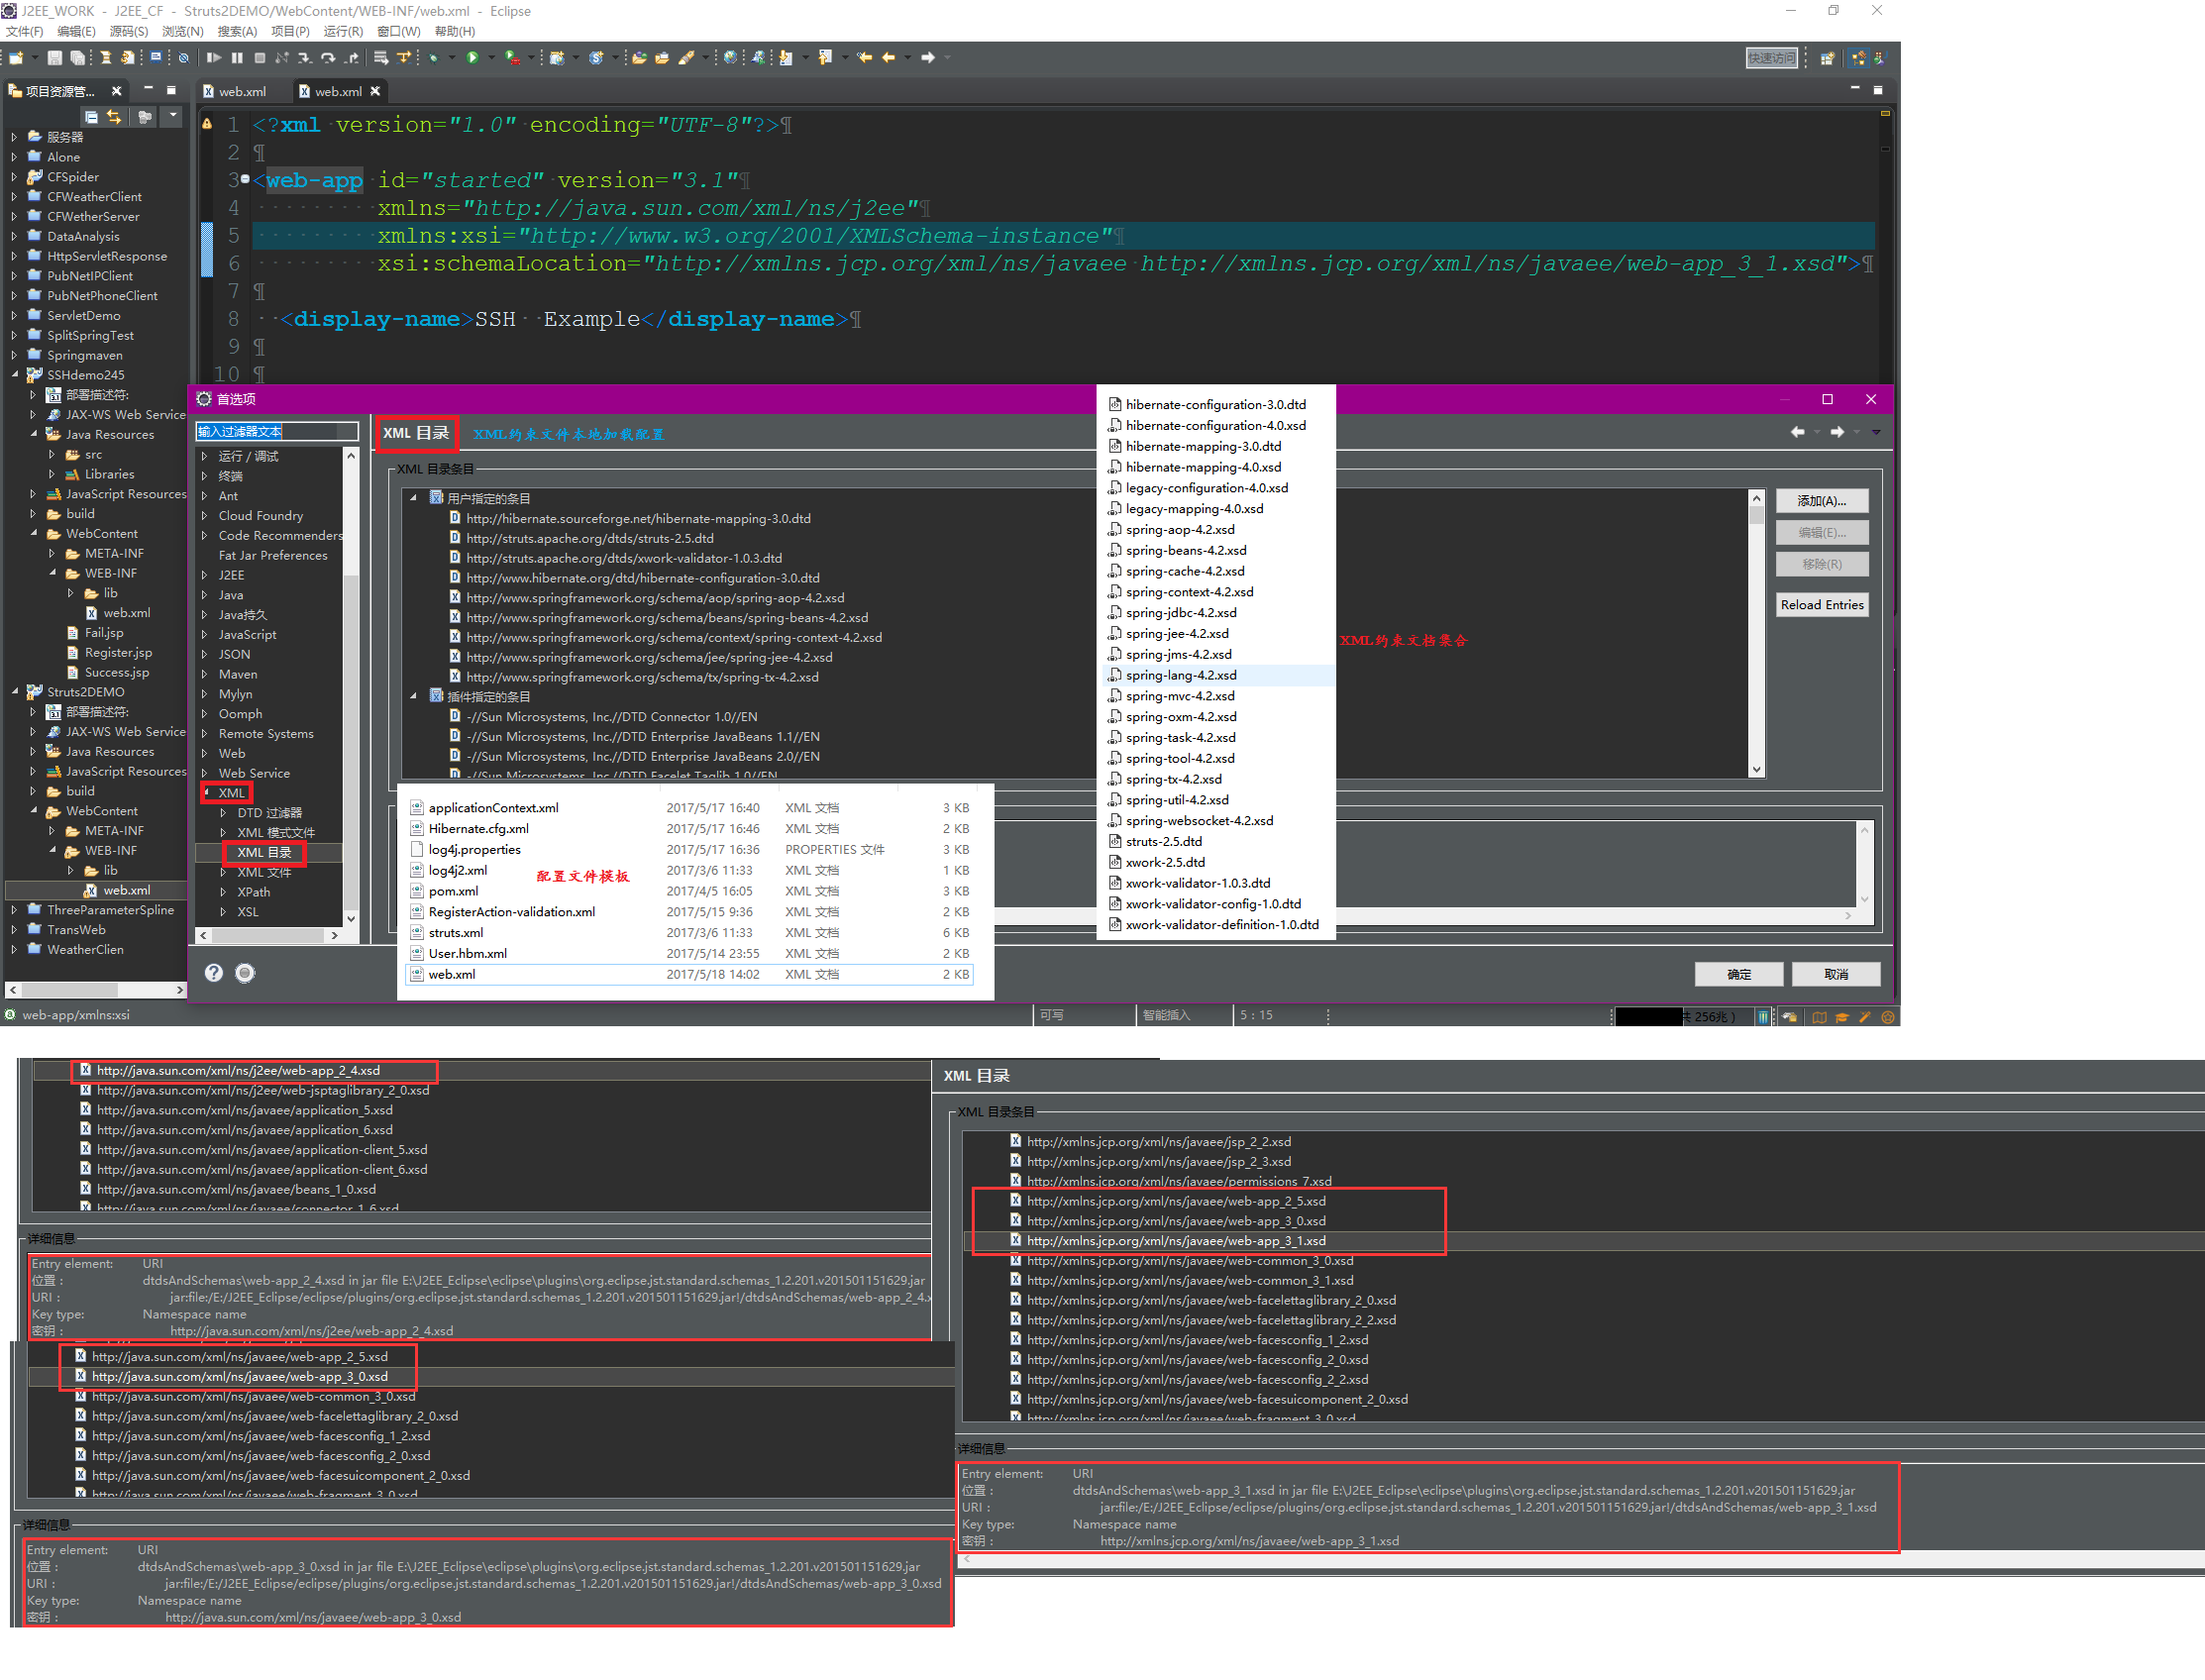 J2EE_WORK - J2EE_CF - Struts2DEMO/WebContent/WEB-INF/web.xml - Eclipse
文件(F) 编辑(E) 源码(S) 浏览(N) 搜索(A) 项目(P) 运行(R) 窗口(W) 帮助(H)
快速访问
项目资源管...
web.xml
web.xml
服务器
Alone
CFSpider
CFWeatherClient
CFWetherServer
DataAnalysis
HttpServletResponse
PubNetIPClient
PubNetPhoneClient
ServletDemo
SplitSpringTest
Springmaven
SSHdemo245
部署描述符:
JAX-WS Web Service
Java Resources
src
Libraries
JavaScript Resources
build
WebContent
META-INF
WEB-INF
lib
web.xml
Fail.jsp
Register.jsp
Success.jsp
Struts2DEMO
部署描述符:
JAX-WS Web Service
Java Resources
JavaScript Resources
build
WebContent
META-INF
WEB-INF
lib
web.xml
ThreeParameterSpline
TransWeb
WeatherClien
1 <?xml version="1.0" encoding="UTF-8"?>¶
2 ¶
3 <web-app id="started" version="3.1"¶
4 xmlns="http://java.sun.com/xml/ns/j2ee"¶
5 xmlns:xsi="http://www.w3.org/2001/XMLSchema-instance"¶
6 xsi:schemaLocation="http://xmlns.jcp.org/xml/ns/javaee http://xmlns.jcp.org/xml/ns/javaee/web-app_3_1.xsd">¶
7 ¶
8 <display-name>SSH Example</display-name>¶
9 ¶
10 ¶
首选项
输入过滤器文本
运行 / 调试
终端
Ant
Cloud Foundry
Code Recommenders
Fat Jar Preferences
J2EE
Java
Java持久
JavaScript
JSON
Maven
Mylyn
Oomph
Remote Systems
Web
Web Service
XML
DTD 过滤器
XML 模式文件
XML 目录
XML 文件
XPath
XSL
XML 目录
XML约束文件本地加载配置
XML 目录条目
用户指定的条目
http://hibernate.sourceforge.net/hibernate-mapping-3.0.dtd
http://struts.apache.org/dtds/struts-2.5.dtd
http://struts.apache.org/dtds/xwork-validator-1.0.3.dtd
http://www.hibernate.org/dtd/hibernate-configuration-3.0.dtd
http://www.springframework.org/schema/aop/spring-aop-4.2.xsd
http://www.springframework.org/schema/beans/spring-beans-4.2.xsd
http://www.springframework.org/schema/context/spring-context-4.2.xsd
http://www.springframework.org/schema/jee/spring-jee-4.2.xsd
http://www.springframework.org/schema/tx/spring-tx-4.2.xsd
插件指定的条目
-//Sun Microsystems, Inc.//DTD Connector 1.0//EN
-//Sun Microsystems, Inc.//DTD Enterprise JavaBeans 1.1//EN
-//Sun Microsystems, Inc.//DTD Enterprise JavaBeans 2.0//EN
-//Sun Microsystems, Inc.//DTD Facelet Taglib 1.0//EN
添加(A)...
编辑(E)...
移除(R)
Reload Entries
hibernate-configuration-3.0.dtd
hibernate-configuration-4.0.xsd
hibernate-mapping-3.0.dtd
hibernate-mapping-4.0.xsd
legacy-configuration-4.0.xsd
legacy-mapping-4.0.xsd
spring-aop-4.2.xsd
spring-beans-4.2.xsd
spring-cache-4.2.xsd
spring-context-4.2.xsd
spring-jdbc-4.2.xsd
spring-jee-4.2.xsd
spring-jms-4.2.xsd
spring-lang-4.2.xsd
spring-mvc-4.2.xsd
spring-oxm-4.2.xsd
spring-task-4.2.xsd
spring-tool-4.2.xsd
spring-tx-4.2.xsd
spring-util-4.2.xsd
spring-websocket-4.2.xsd
struts-2.5.dtd
xwork-2.5.dtd
xwork-validator-1.0.3.dtd
xwork-validator-config-1.0.dtd
xwork-validator-definition-1.0.dtd
XML约束文档集合
applicationContext.xml 2017/5/17 16:40 XML 文档 3 KB
Hibernate.cfg.xml 2017/5/17 16:46 XML 文档 2 KB
log4j.properties 2017/5/17 16:36 PROPERTIES 文件 3 KB
log4j2.xml 2017/3/6 11:33 XML 文档 1 KB
pom.xml 2017/4/5 16:05 XML 文档 3 KB
RegisterAction-validation.xml 2017/5/15 9:36 XML 文档 2 KB
struts.xml 2017/3/6 11:33 XML 文档 6 KB
User.hbm.xml 2017/5/14 23:55 XML 文档 2 KB
web.xml 2017/5/18 14:02 XML 文档 2 KB
配置文件模板
确定
取消
web-app/xmlns:xsi
可写
智能插入
5 : 15
共 256兆 )
http://java.sun.com/xml/ns/j2ee/web-app_2_4.xsd
http://java.sun.com/xml/ns/j2ee/web-jsptaglibrary_2_0.xsd
http://java.sun.com/xml/ns/javaee/application_5.xsd
http://java.sun.com/xml/ns/javaee/application_6.xsd
http://java.sun.com/xml/ns/javaee/application-client_5.xsd
http://java.sun.com/xml/ns/javaee/application-client_6.xsd
http://java.sun.com/xml/ns/javaee/beans_1_0.xsd
http://java.sun.com/xml/ns/javaee/connector_1_6.xsd
详细信息
Entry element: URI
位置： dtdsAndSchemas\web-app_2_4.xsd in jar file E:\J2EE_Eclipse\eclipse\plugins\org.eclipse.jst.standard.schemas_1.2.201.v201501151629.jar
URI： jar:file:/E:/J2EE_Eclipse/eclipse/plugins/org.eclipse.jst.standard.schemas_1.2.201.v201501151629.jar!/dtdsAndSchemas/web-app_2_4.x
Key type: Namespace name
密钥： http://java.sun.com/xml/ns/j2ee/web-app_2_4.xsd
http://java.sun.com/xml/ns/javaee/web-app_2_5.xsd
http://java.sun.com/xml/ns/javaee/web-app_3_0.xsd
http://java.sun.com/xml/ns/javaee/web-common_3_0.xsd
http://java.sun.com/xml/ns/javaee/web-facelettaglibrary_2_0.xsd
http://java.sun.com/xml/ns/javaee/web-facesconfig_1_2.xsd
http://java.sun.com/xml/ns/javaee/web-facesconfig_2_0.xsd
http://java.sun.com/xml/ns/javaee/web-facesuicomponent_2_0.xsd
http://java.sun.com/xml/ns/javaee/web-fragment_3_0.xsd
详细信息
Entry element: URI
位置： dtdsAndSchemas\web-app_3_0.xsd in jar file E:\J2EE_Eclipse\eclipse\plugins\org.eclipse.jst.standard.schemas_1.2.201.v201501151629.jar
URI： jar:file:/E:/J2EE_Eclipse/eclipse/plugins/org.eclipse.jst.standard.schemas_1.2.201.v201501151629.jar!/dtdsAndSchemas/web-app_3_0.xsd
Key type: Namespace name
密钥： http://java.sun.com/xml/ns/javaee/web-app_3_0.xsd
XML 目录
XML 目录条目
http://xmlns.jcp.org/xml/ns/javaee/jsp_2_2.xsd
http://xmlns.jcp.org/xml/ns/javaee/jsp_2_3.xsd
http://xmlns.jcp.org/xml/ns/javaee/permissions_7.xsd
http://xmlns.jcp.org/xml/ns/javaee/web-app_2_5.xsd
http://xmlns.jcp.org/xml/ns/javaee/web-app_3_0.xsd
http://xmlns.jcp.org/xml/ns/javaee/web-app_3_1.xsd
http://xmlns.jcp.org/xml/ns/javaee/web-common_3_0.xsd
http://xmlns.jcp.org/xml/ns/javaee/web-common_3_1.xsd
http://xmlns.jcp.org/xml/ns/javaee/web-facelettaglibrary_2_0.xsd
http://xmlns.jcp.org/xml/ns/javaee/web-facelettaglibrary_2_2.xsd
http://xmlns.jcp.org/xml/ns/javaee/web-facesconfig_1_2.xsd
http://xmlns.jcp.org/xml/ns/javaee/web-facesconfig_2_0.xsd
http://xmlns.jcp.org/xml/ns/javaee/web-facesconfig_2_2.xsd
http://xmlns.jcp.org/xml/ns/javaee/web-facesuicomponent_2_0.xsd
http://xmlns.jcp.org/xml/ns/javaee/web-fragment_3_0.xsd
详细信息
Entry element: URI
位置： dtdsAndSchemas\web-app_3_1.xsd in jar file E:\J2EE_Eclipse\eclipse\plugins\org.eclipse.jst.standard.schemas_1.2.201.v201501151629.jar
URI： jar:file:/E:/J2EE_Eclipse/eclipse/plugins/org.eclipse.jst.standard.schemas_1.2.201.v201501151629.jar!/dtdsAndSchemas/web-app_3_1.xsd
Key type: Namespace name
密钥： http://xmlns.jcp.org/xml/ns/javaee/web-app_3_1.xsd